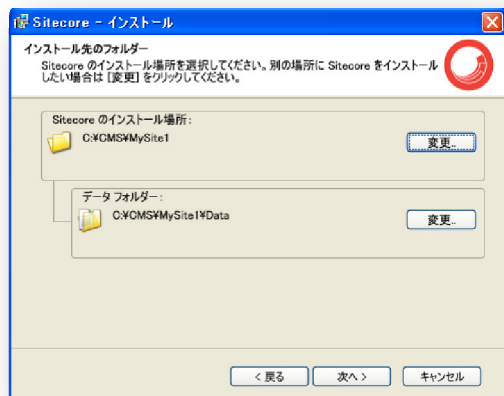 Sitecore - インストール
インストール先のフォルダー
Sitecore のインストール場所を選択してください。別の場所に Sitecore をインストール
したい場合は [変更] をクリックしてください。
Sitecore のインストール場所:
C:¥CMS¥MySite1
変更..
データ フォルダー:
C:¥CMS¥MySite1¥Data
変更..
< 戻る
次へ >
キャンセル